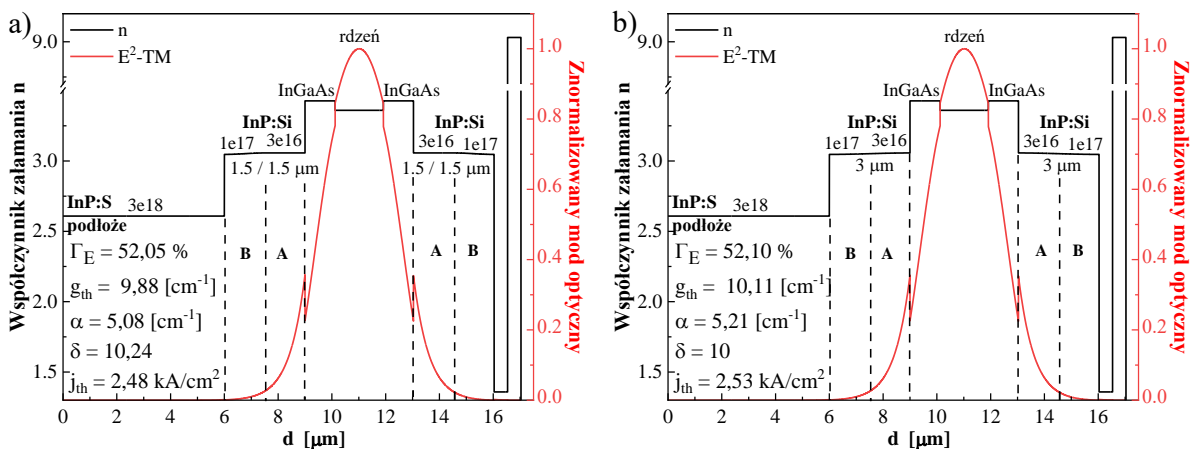 a)
9.0
n
E²-TM
rdzeń
1.0
InGaAs InGaAs
0.8
InP:Si InP:Si
1e17 3e16 3e16 1e17
3.0
1.5 / 1.5 μm 1.5 / 1.5 μm
0.6
InP:S 3e18
podłoże
2.5
Γ_E = 52,05 %
B A A B
0.4
g_th = 9,88 [cm⁻¹]
2.0
α = 5,08 [cm⁻¹]
0.2
δ = 10,24
1.5
j_th = 2,48 kA/cm²
0.0
0 2 4 6 8 10 12 14 16
d [μm]
Współczynnik załamania n
Znormalizowany mod optyczny
b)
9.0
n
E²-TM
rdzeń
1.0
InGaAs InGaAs
0.8
InP:Si InP:Si
1e17 3e16 3e16 1e17
3.0
3 μm 3 μm
0.6
InP:S 3e18
podłoże
2.5
Γ_E = 52,10 %
B A A B
0.4
g_th = 10,11 [cm⁻¹]
2.0
α = 5,21 [cm⁻¹]
0.2
δ = 10
1.5
j_th = 2,53 kA/cm²
0.0
0 2 4 6 8 10 12 14 16
d [μm]
Współczynnik załamania n
Znormalizowany mod optyczny